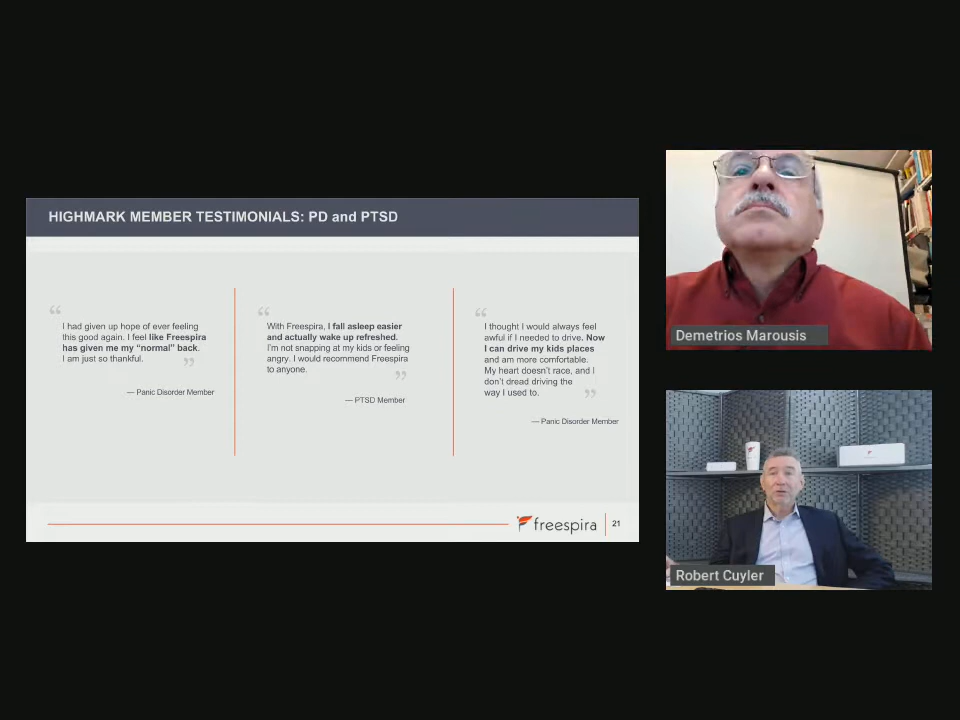 HIGHMARK MEMBER TESTIMONIALS: PD and PTSD
“
I had given up hope of ever feeling
this good again. I feel like Freespira
has given me my “normal” back.
I am just so thankful.
”
— Panic Disorder Member
“
With Freespira, I fall asleep easier
and actually wake up refreshed.
I’m not snapping at my kids or feeling
angry. I would recommend Freespira
to anyone.
”
— PTSD Member
“
I thought I would always feel
awful if I needed to drive. Now
I can drive my kids places
and am more comfortable.
My heart doesn’t race, and I
don’t dread driving the
way I used to.
”
— Panic Disorder Member
freespira
21
Demetrios Marousis
Robert Cuyler